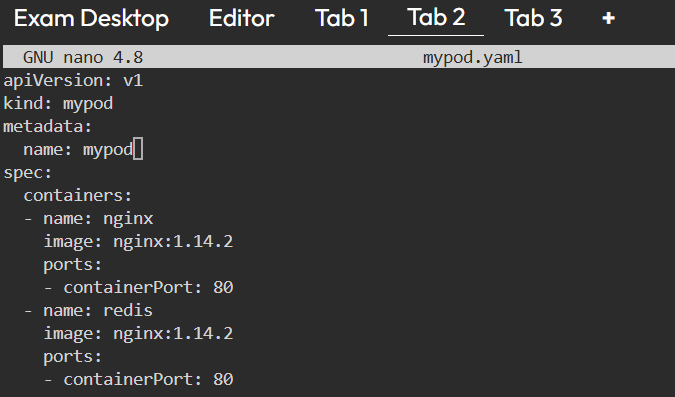 Exam Desktop Editor Tab 1 Tab 2 Tab 3 +
GNU nano 4.8 mypod.yaml
apiVersion: v1
kind: mypod
metadata:
  name: mypod
spec:
  containers:
  - name: nginx
    image: nginx:1.14.2
    ports:
    - containerPort: 80
  - name: redis
    image: nginx:1.14.2
    ports:
    - containerPort: 80